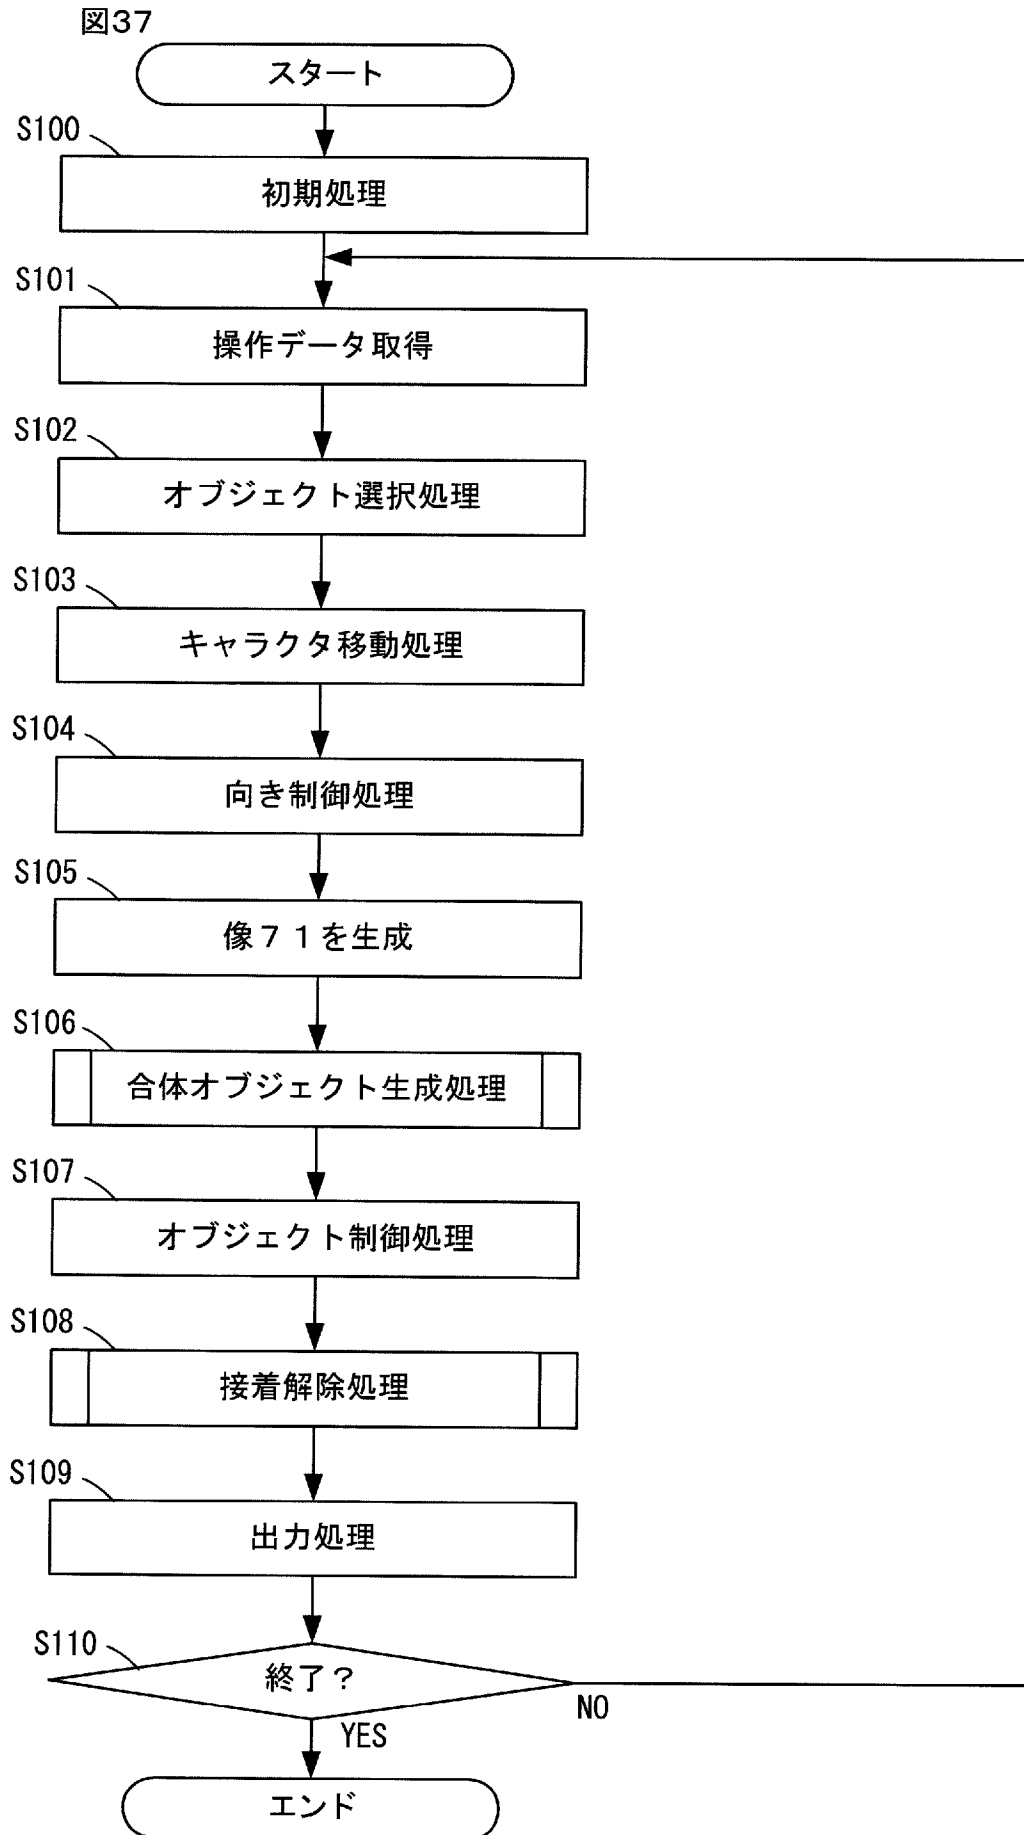 図37
スタート
S100
初期処理
S101
操作データ取得
S102
オブジェクト選択処理
S103
キャラクタ移動処理
S104
向き制御処理
S105
像７１を生成
S106
合体オブジェクト生成処理
S107
オブジェクト制御処理
S108
接着解除処理
S109
出力処理
S110
終了？
NO
YES
エンド